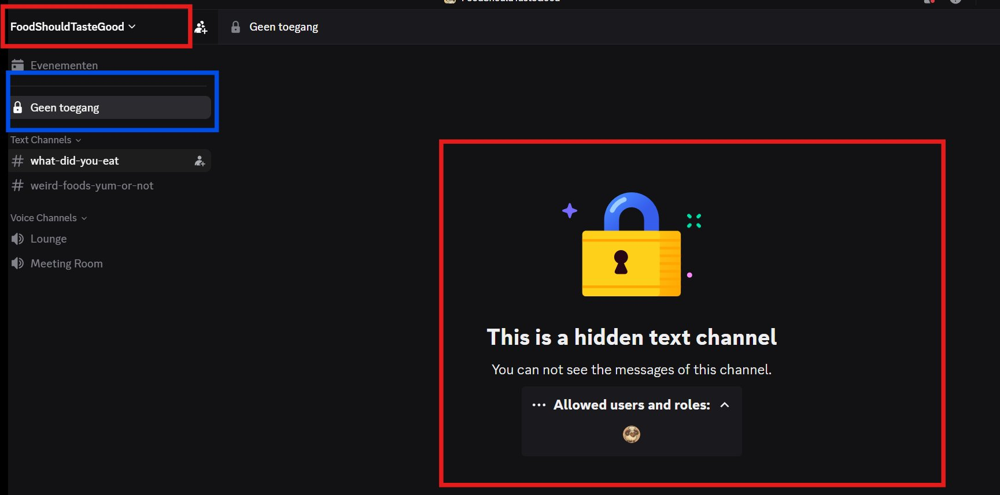 FoodShouldTasteGood
FoodShouldTasteGood
Geen toegang
Evenementen
Geen toegang
Text Channels
what-did-you-eat
weird-foods-yum-or-not
Voice Channels
Lounge
Meeting Room
This is a hidden text channel
You can not see the messages of this channel.
Allowed users and roles: